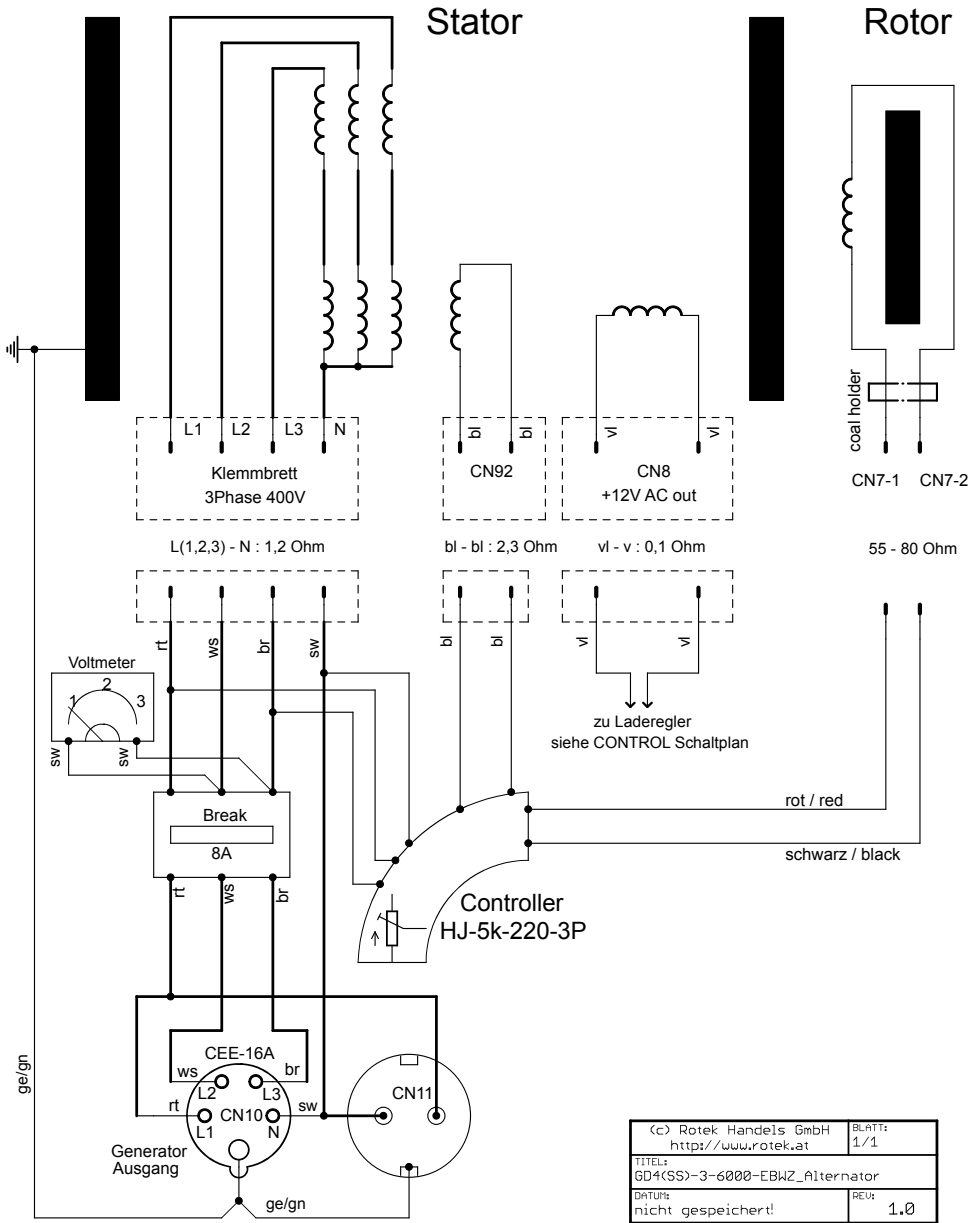 Stator
Rotor
L1
L2
L3
N
Klemmbrett
3Phase 400V
bl
bl
CN92
vl
vl
CN8
+12V AC out
coal holder
CN7-1
CN7-2
L(1,2,3) - N : 1,2 Ohm
bl - bl : 2,3 Ohm
vl - v : 0,1 Ohm
55 - 80 Ohm
rt
ws
br
sw
bl
bl
vl
vl
Voltmeter
1
2
3
sw
sw
zu Laderegler
siehe CONTROL Schaltplan
Break
8A
rot / red
schwarz / black
rt
ws
br
Controller
HJ-5k-220-3P
CEE-16A
ws
br
L2
L3
rt
CN10
sw
L1
N
CN11
Generator
Ausgang
ge/gn
ge/gn
(c) Rotek Handels GmbH
http://www.rotek.at
BLATT:
1/1
TITEL:
GD4(SS)-3-6000-EBWZ_Alternator
DATUM:
nicht gespeichert!
REV:
1.0